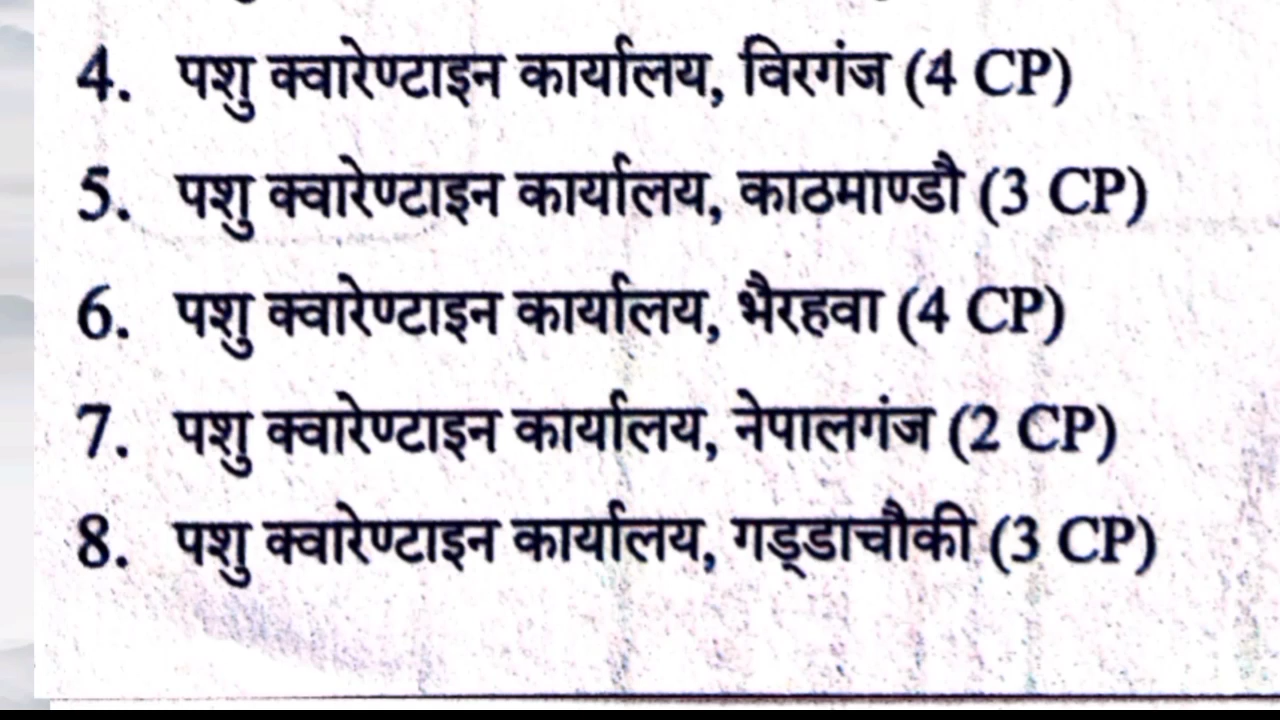 4. पशु क्वारेण्टाइन कार्यालय, विरगंज (4 CP)
5. पशु क्वारेण्टाइन कार्यालय, काठमाण्डौ (3 CP)
6. पशु क्वारेण्टाइन कार्यालय, भैरहवा (4 CP)
7. पशु क्वारेण्टाइन कार्यालय, नेपालगंज (2 CP)
8. पशु क्वारेण्टाइन कार्यालय, गड्डाचौकी (3 CP)